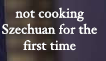 not cooking
Szechuan for the
first time